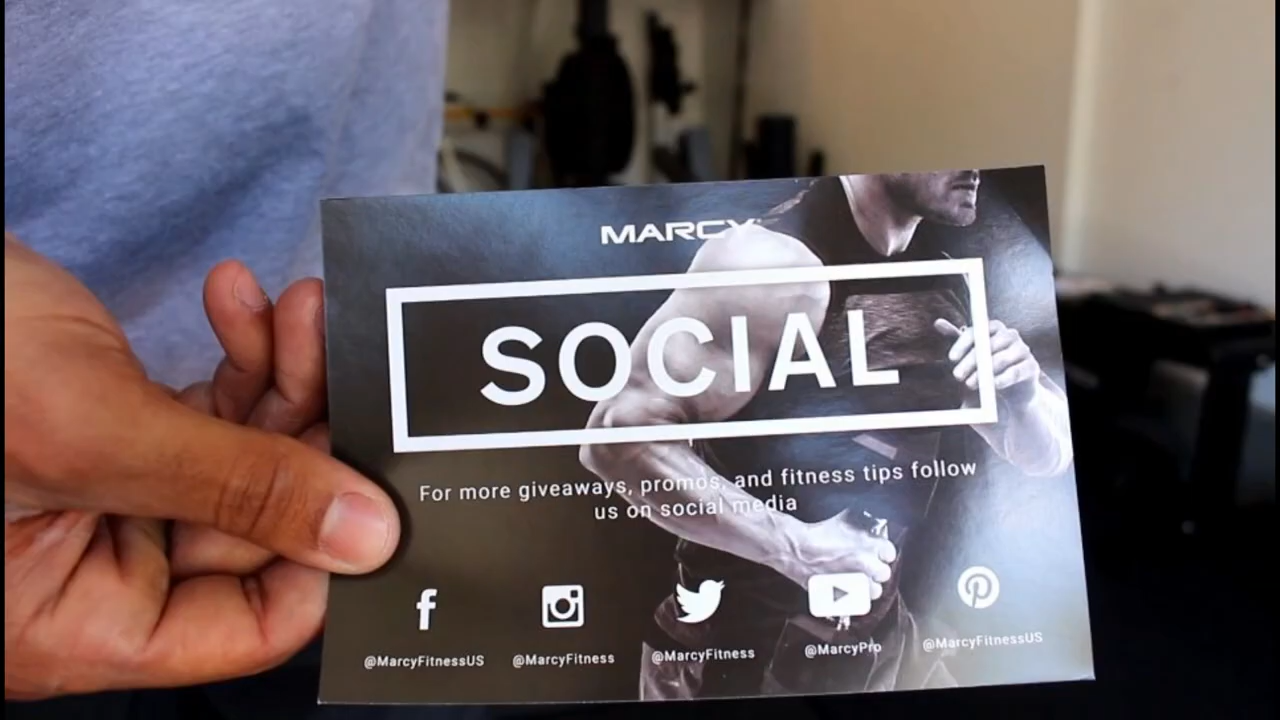 MARCY
SOCIAL
For more giveaways, promos, and fitness tips follow
us on social media
@MarcyFitnessUS @MarcyFitness @MarcyFitness @MarcyPro @MarcyFitnessUS